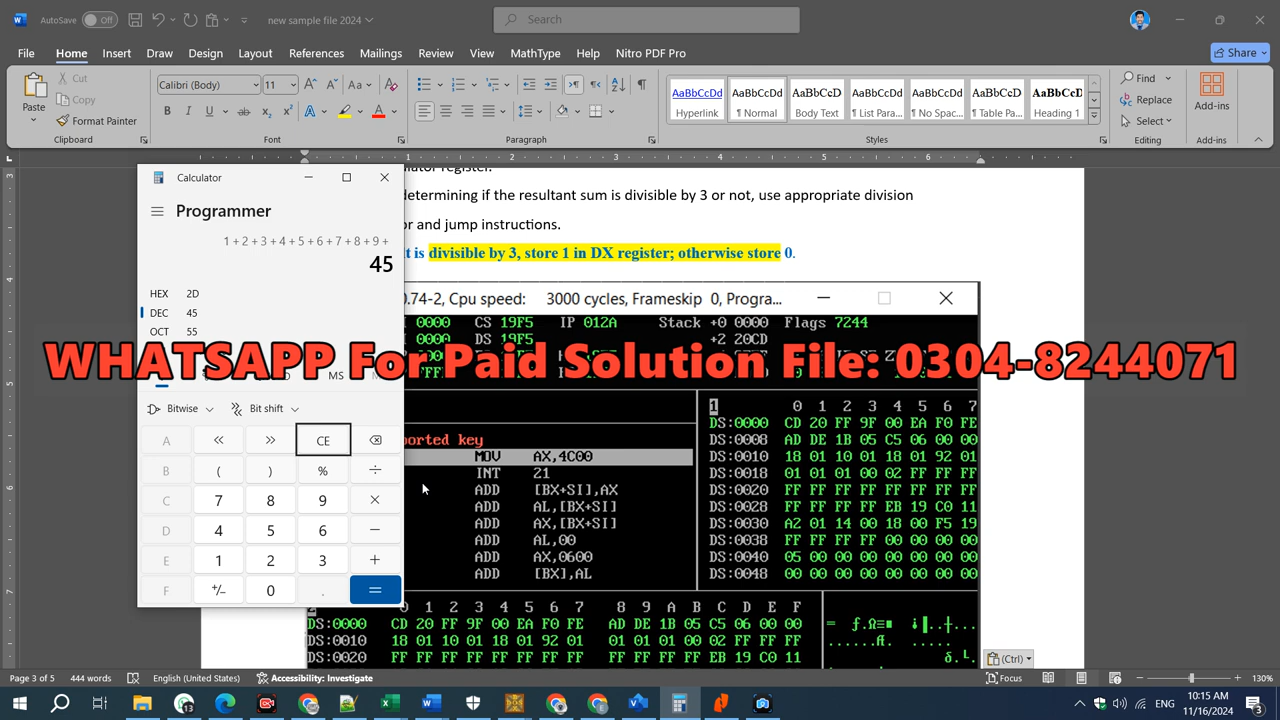 AutoSave Off new sample file 2024 Search
File Home Insert Draw Design Layout References Mailings Review View MathType Help Nitro PDF Pro Share
Paste Cut Copy Format Painter
Calibri (Body) 11
AaBbCcDd AaBbCcDd AaBbCcD AaBbCcDd AaBbCcDd AaBbCcDd AaBbCcD
Hyperlink ¶ Normal Body Text ¶ List Para... ¶ No Spac... ¶ Table Pa... Heading 1
Find Replace Select Add-ins
Clipboard Font Paragraph Styles Editing Add-ins
Calculator
Programmer
1 + 2 + 3 + 4 + 5 + 6 + 7 + 8 + 9 +
45
HEX 2D
DEC 45
OCT 55
MS
Bitwise Bit shift
A << >> CE
B ( ) % ÷
C 7 8 9 ×
D 4 5 6 −
E 1 2 3 +
F +/− 0 . =
register.
etermining if the resultant sum is divisible by 3 or not, use appropriate division
or and jump instructions.
it is divisible by 3, store 1 in DX register; otherwise store 0.
0.74-2, Cpu speed: 3000 cycles, Frameskip 0, Progra...
0000 CS 19F5 IP 012A Stack +0 0000 Flags 7244
0000 DS 19F5 +2 20CD
WHATSAPP For Paid Solution File: 0304-8244071
ported key
MOV AX,4C00
INT 21
ADD [BX+SI],AX
ADD AL,[BX+SI]
ADD AX,[BX+SI]
ADD AL,00
ADD AX,0600
ADD [BX],AL
1 0 1 2 3 4 5 6 7
DS:0000 CD 20 FF 9F 00 EA F0 FE
DS:0008 AD DE 1B 05 C5 06 00 00
DS:0010 18 01 10 01 18 01 92 01
DS:0018 01 01 01 00 02 FF FF FF
DS:0020 FF FF FF FF FF FF FF FF
DS:0028 FF FF FF FF EB 19 C0 11
DS:0030 A2 01 14 00 18 00 F5 19
DS:0038 FF FF FF FF 00 00 00 00
DS:0040 05 00 00 00 00 00 00 00
DS:0048 00 00 00 00 00 00 00 00
2 0 1 2 3 4 5 6 7 8 9 A B C D E F
DS:0000 CD 20 FF 9F 00 EA F0 FE AD DE 1B 05 C5 06 00 00
DS:0010 18 01 10 01 18 01 92 01 01 01 01 00 02 FF FF FF
DS:0020 FF FF FF FF FF FF FF FF FF FF FF FF EB 19 C0 11
(Ctrl)
Page 3 of 5 444 words English (United States) Accessibility: Investigate Focus 130%
13 ENG 10:15 AM
11/16/2024 3